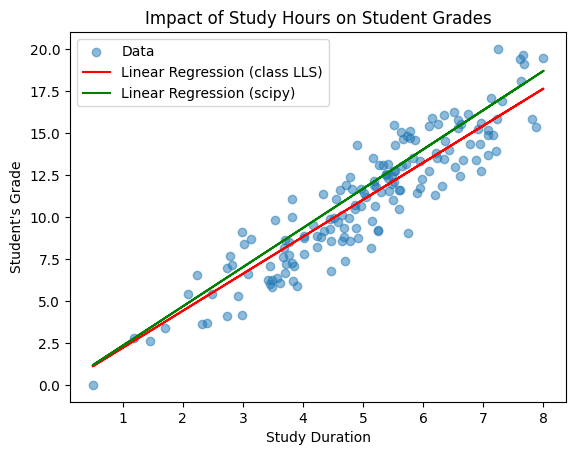 Impact of Study Hours on Student Grades
Data
Linear Regression (class LLS)
Linear Regression (scipy)
Student's Grade
20.0
17.5
15.0
12.5
10.0
7.5
5.0
2.5
0.0
1 2 3 4 5 6 7 8
Study Duration